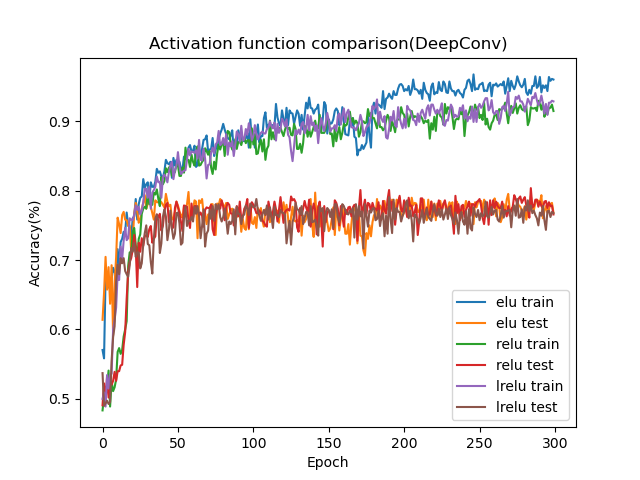 Activation function comparison(DeepConv)
Accuracy(%)
0.9
0.8
0.7
0.6
0.5
elu train
elu test
relu train
relu test
lrelu train
lrelu test
0 50 100 150 200 250 300
Epoch